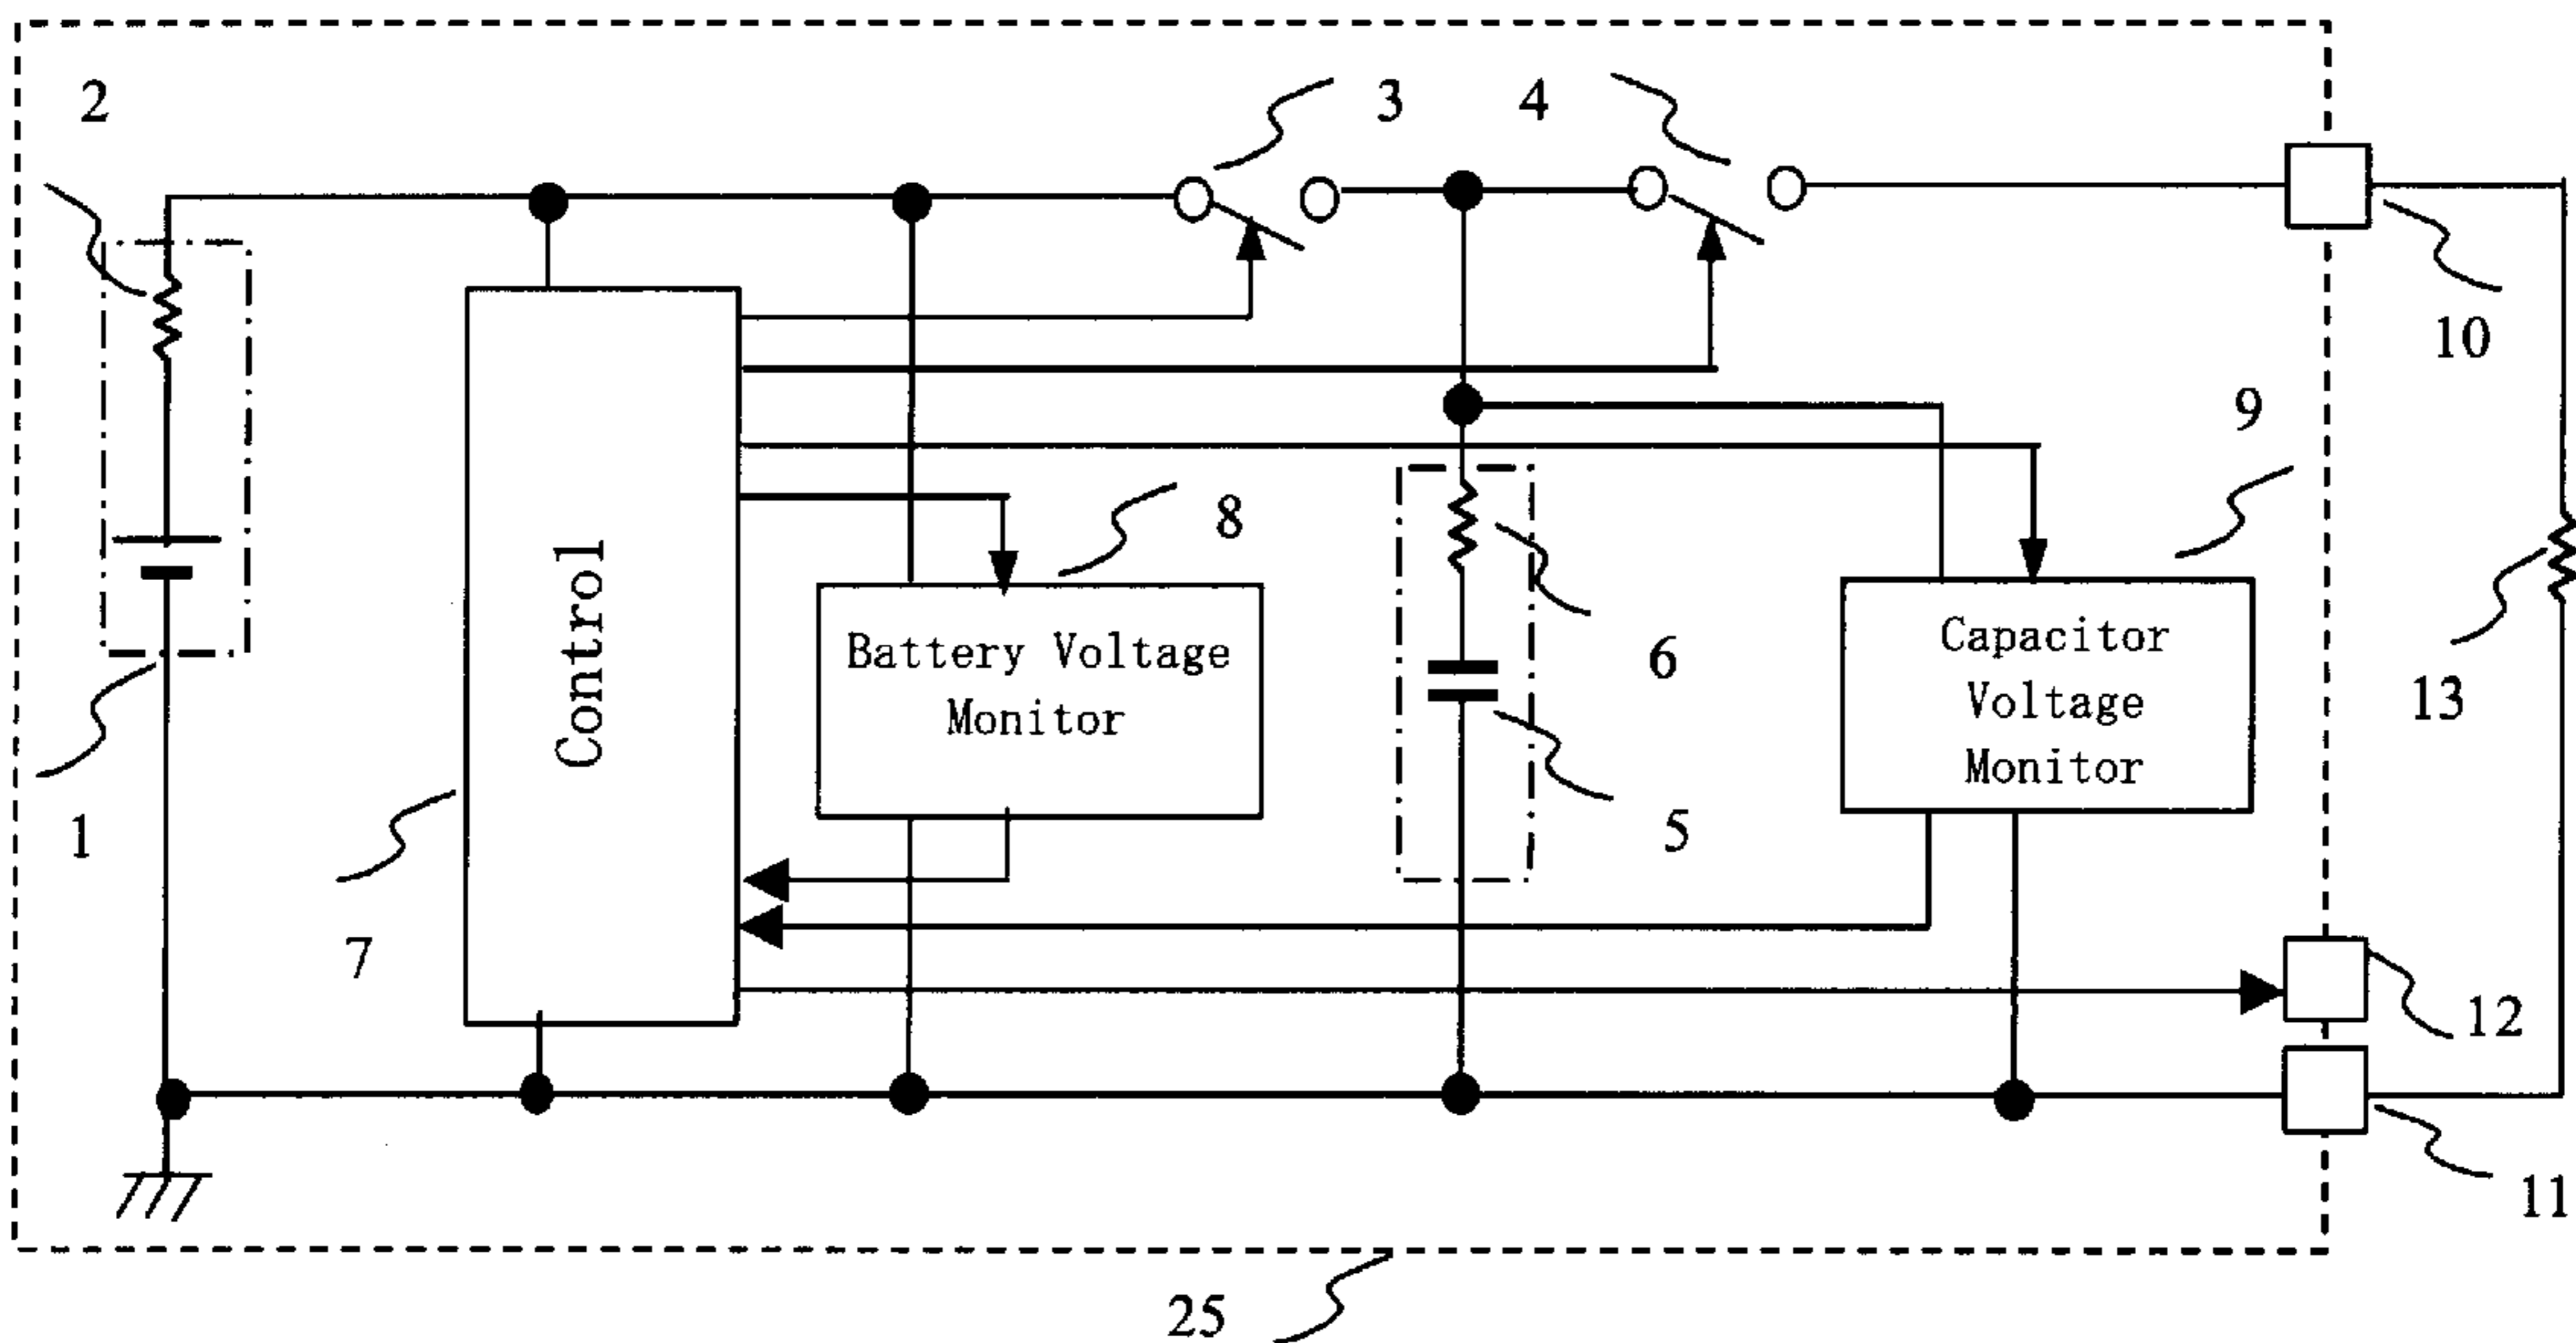 2
3
4
10
9
8
Control
Battery Voltage
Monitor
6
Capacitor
Voltage
Monitor
13
1
5
7
12
11
25